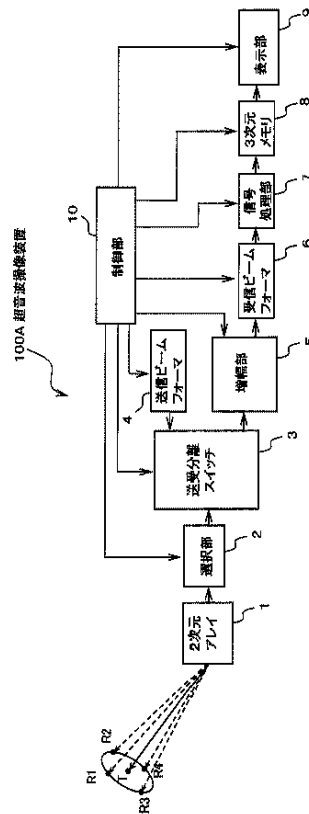 100A 超音波撮像装置
10
制御部
R1
R2
T
R3
R4
2次元
アレイ
1
選択部
2
送受分離
スイッチ
3
送信ビーム
フォーマ
4
増幅部
5
受信ビーム
フォーマ
6
信号
処理部
7
3次元
メモリ
8
表示部
9